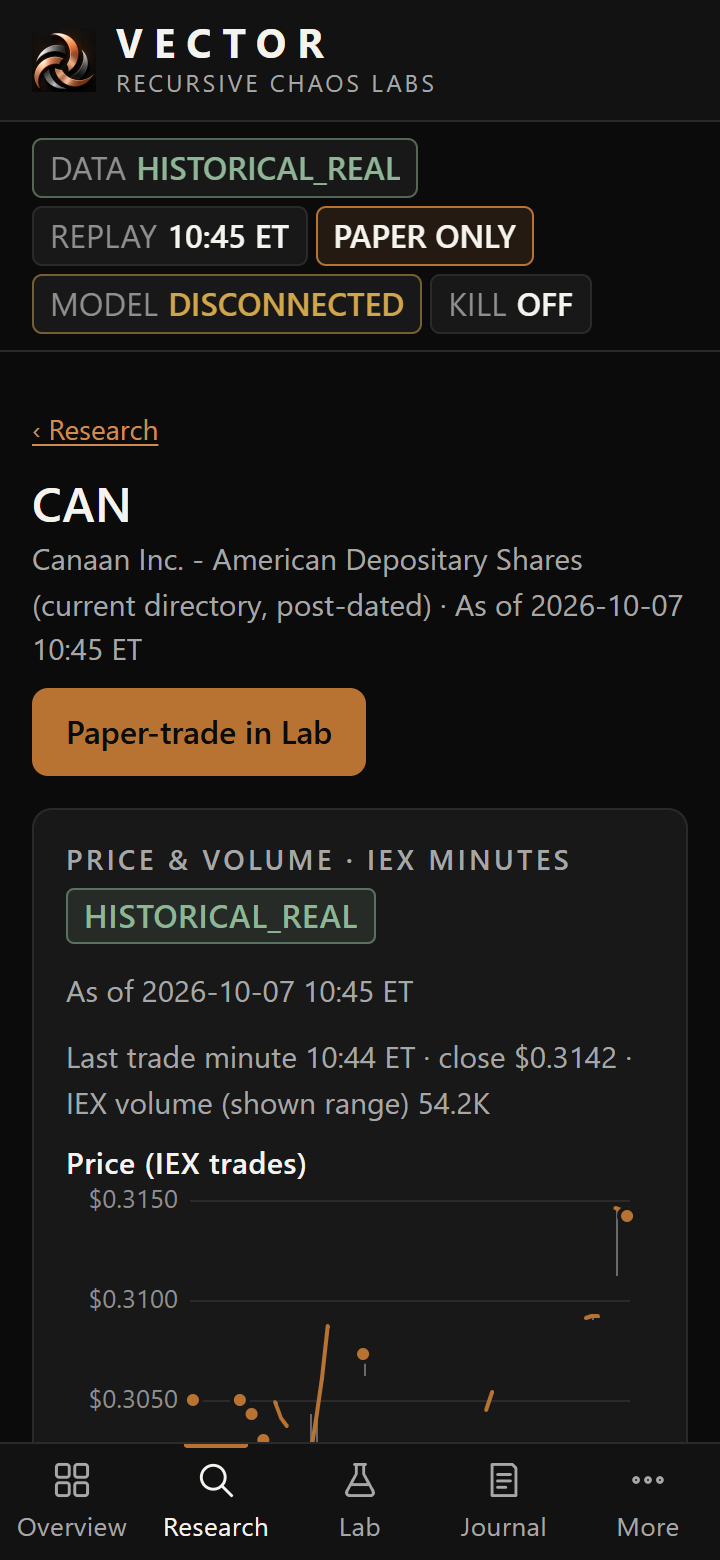 VECTOR
RECURSIVE CHAOS LABS
DATA HISTORICAL_REAL
REPLAY 10:45 ET PAPER ONLY
MODEL DISCONNECTED KILL OFF
‹ Research
CAN
Canaan Inc. - American Depositary Shares
(current directory, post-dated) · As of 2026-10-07
10:45 ET
Paper-trade in Lab
PRICE & VOLUME · IEX MINUTES
HISTORICAL_REAL
As of 2026-10-07 10:45 ET
Last trade minute 10:44 ET · close $0.3142 ·
IEX volume (shown range) 54.2K
Price (IEX trades)
$0.3150
$0.3100
$0.3050
Overview Research Lab Journal More